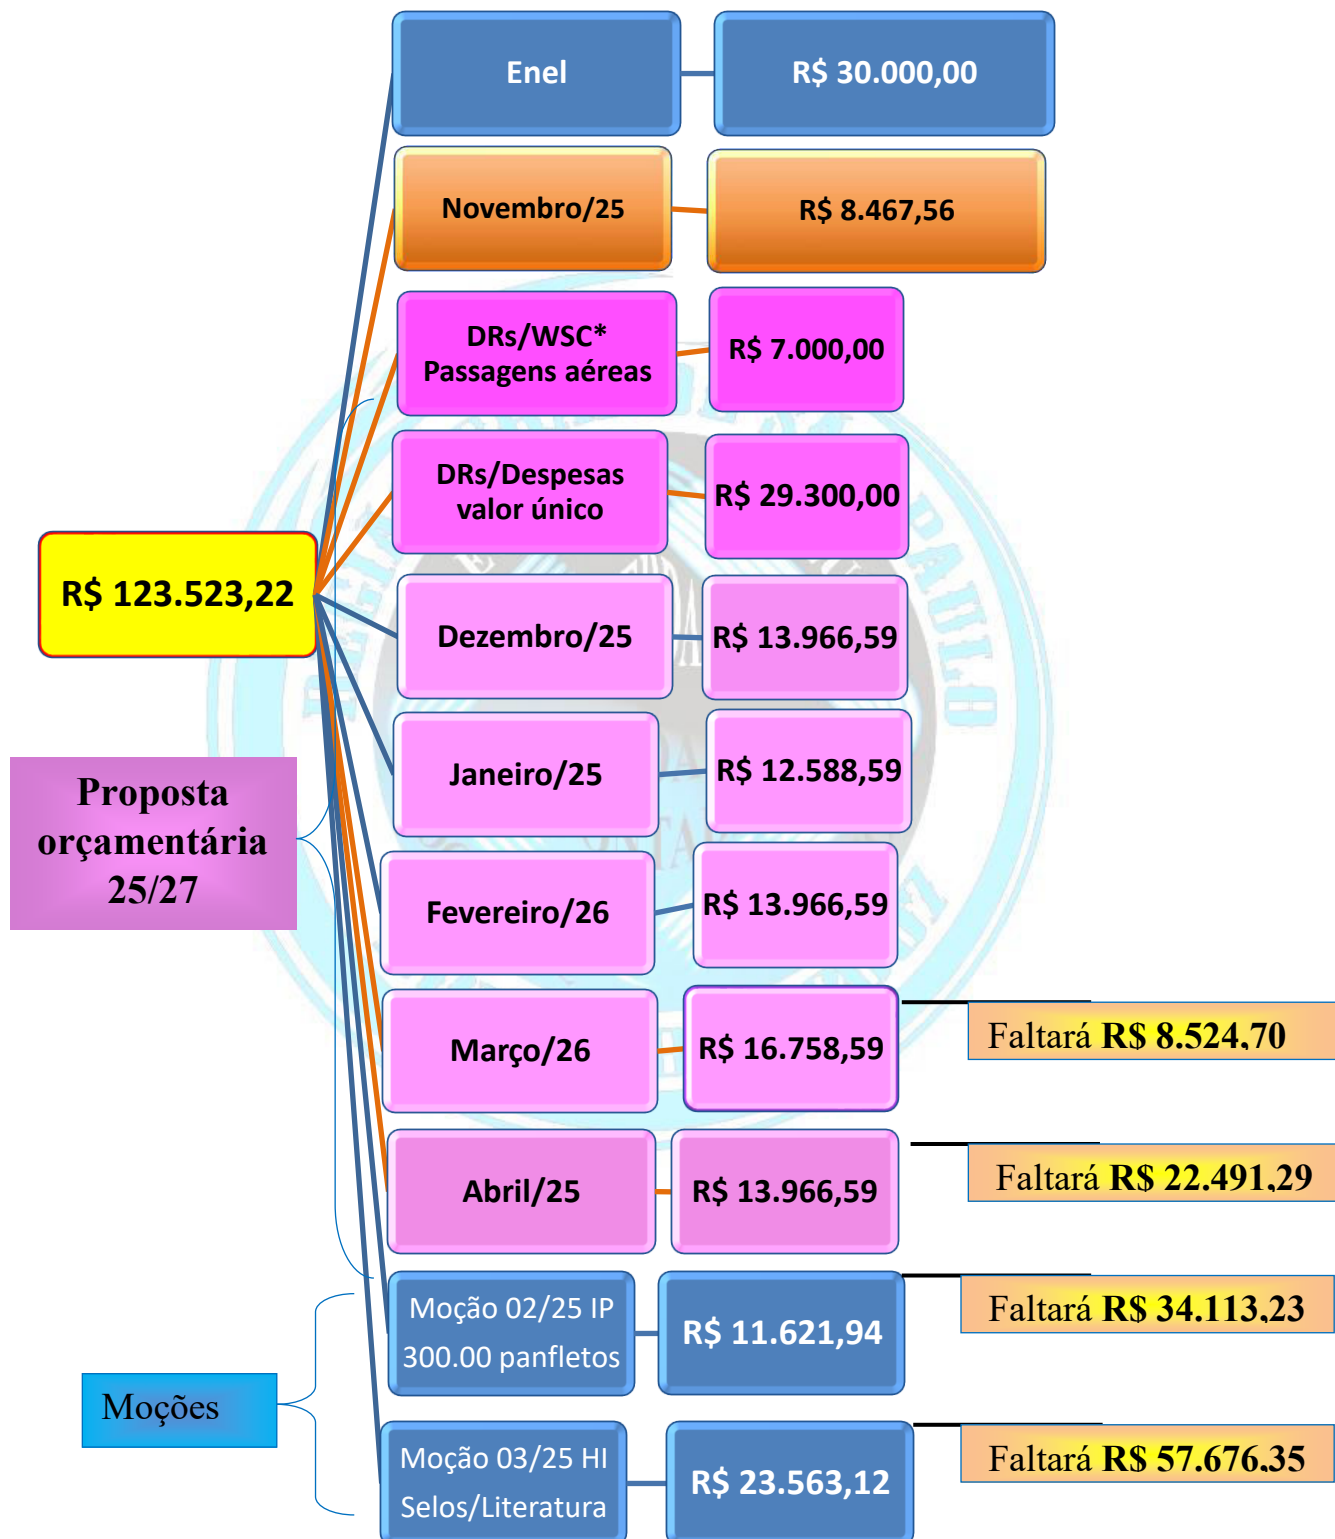 Enel
R$ 30.000,00
Novembro/25
R$ 8.467,56
DRs/WSC*
Passagens aéreas
R$ 7.000,00
DRs/Despesas
valor único
R$ 29.300,00
R$ 123.523,22
Dezembro/25
R$ 13.966,59
Janeiro/25
R$ 12.588,59
Proposta
orçamentária
25/27
Fevereiro/26
R$ 13.966,59
Março/26
R$ 16.758,59
Faltará R$ 8.524,70
Abril/25
R$ 13.966,59
Faltará R$ 22.491,29
Moção 02/25 IP
300.00 panfletos
R$ 11.621,94
Faltará R$ 34.113,23
Moções
Moção 03/25 HI
Selos/Literatura
R$ 23.563,12
Faltará R$ 57.676,35
PAULO